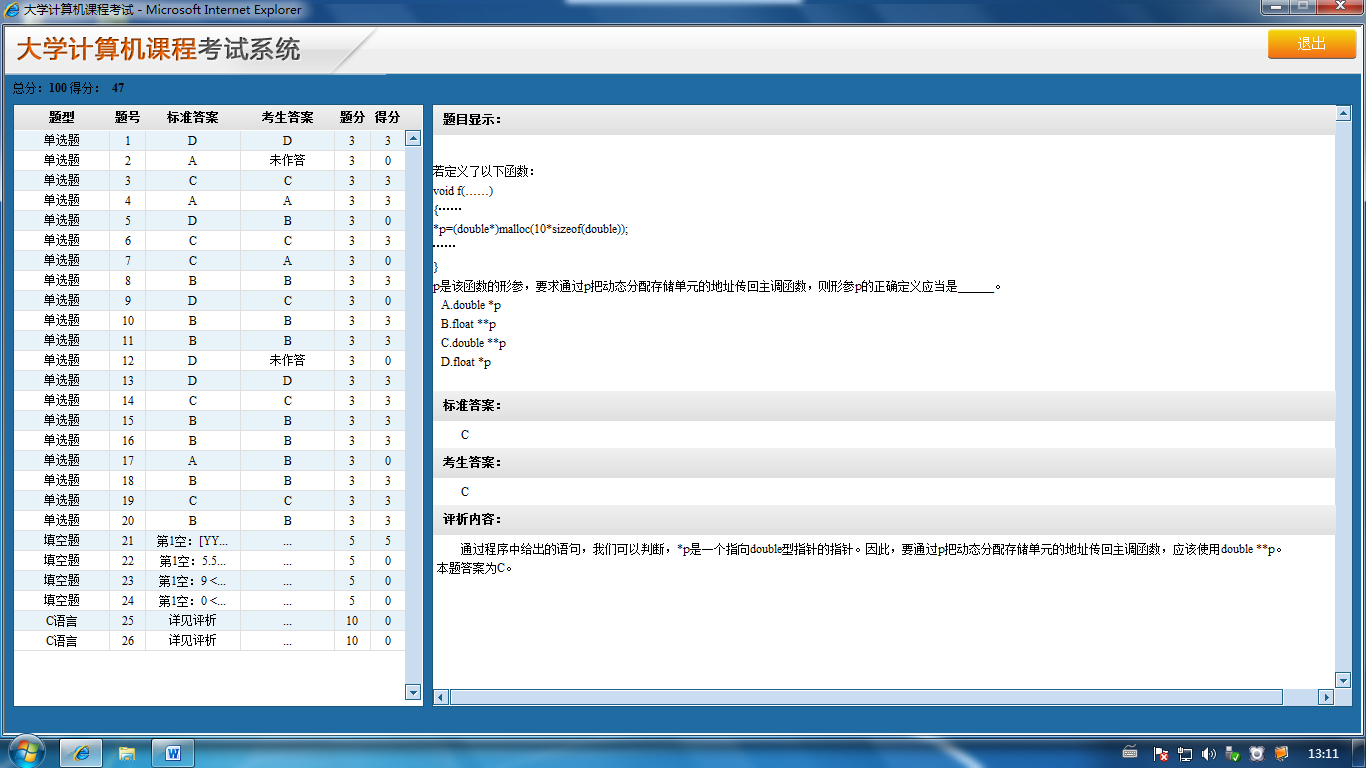 大学计算机课程考试 - Microsoft Internet Explorer
大学计算机课程考试系统
退出
总分：100 得分： 47
题型 题号 标准答案 考生答案 题分 得分
单选题 1 D D 3 3
单选题 2 A 未作答 3 0
单选题 3 C C 3 3
单选题 4 A A 3 3
单选题 5 D B 3 0
单选题 6 C C 3 3
单选题 7 C A 3 0
单选题 8 B B 3 3
单选题 9 D C 3 0
单选题 10 B B 3 3
单选题 11 B B 3 3
单选题 12 D 未作答 3 0
单选题 13 D D 3 3
单选题 14 C C 3 3
单选题 15 B B 3 3
单选题 16 B B 3 3
单选题 17 A B 3 0
单选题 18 B B 3 3
单选题 19 C C 3 3
单选题 20 B B 3 3
填空题 21 第1空：[YY... ... 5 5
填空题 22 第1空：5.5... ... 5 0
填空题 23 第1空：9 <... ... 5 0
填空题 24 第1空：0 <... ... 5 0
C语言 25 详见评析 ... 10 0
C语言 26 详见评析 ... 10 0
题目显示：
若定义了以下函数：
void f(……)
{……
*p=(double*)malloc(10*sizeof(double));
……
}
p是该函数的形参，要求通过p把动态分配存储单元的地址传回主调函数，则形参p的正确定义应当是______。
A.double *p
B.float **p
C.double **p
D.float *p
标准答案：
C
考生答案：
C
评析内容：
通过程序中给出的语句，我们可以判断，*p是一个指向double型指针的指针。因此，要通过p把动态分配存储单元的地址传回主调函数，应该使用double **p。
本题答案为C。
13:11